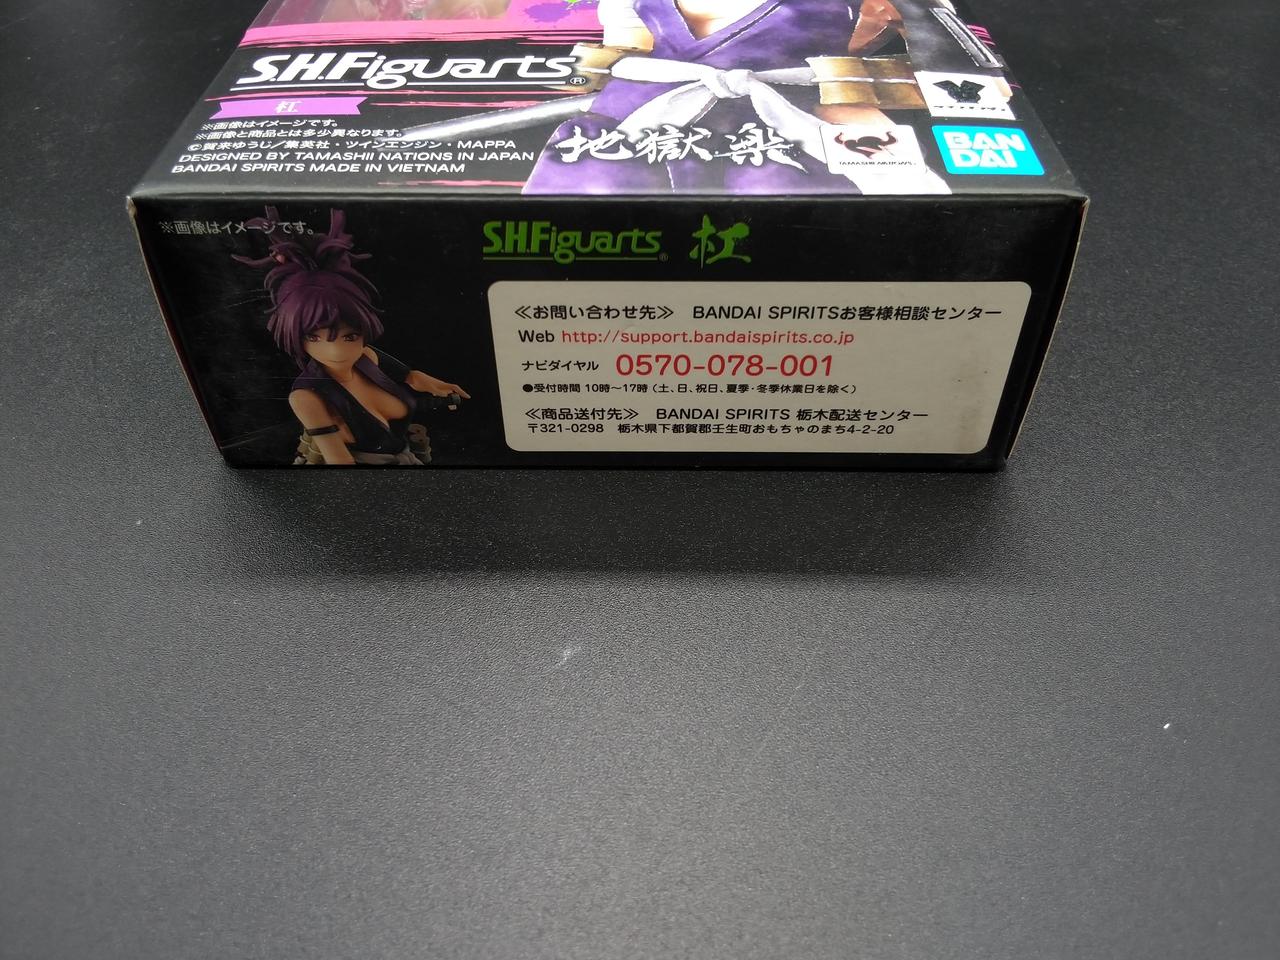 S.H.Figuarts®
杠
※画像はイメージです。
※画像と商品とは多少異なります。
©賀来ゆうじ／集英社・ツインエンジン・MAPPA
DESIGNED BY TAMASHII NATIONS IN JAPAN
BANDAI SPIRITS MADE IN VIETNAM
地獄楽
TAMASHII NATIONS
BAN
DAI
※画像はイメージです。
S.H.Figuarts® 杠
≪お問い合わせ先≫ BANDAI SPIRITSお客様相談センター
Web http://support.bandaispirits.co.jp
ナビダイヤル 0570-078-001
●受付時間 10時～17時（土、日、祝日、夏季・冬季休業日を除く）
≪商品送付先≫ BANDAI SPIRITS 栃木配送センター
〒321-0298 栃木県下都賀郡壬生町おもちゃのまち4-2-20